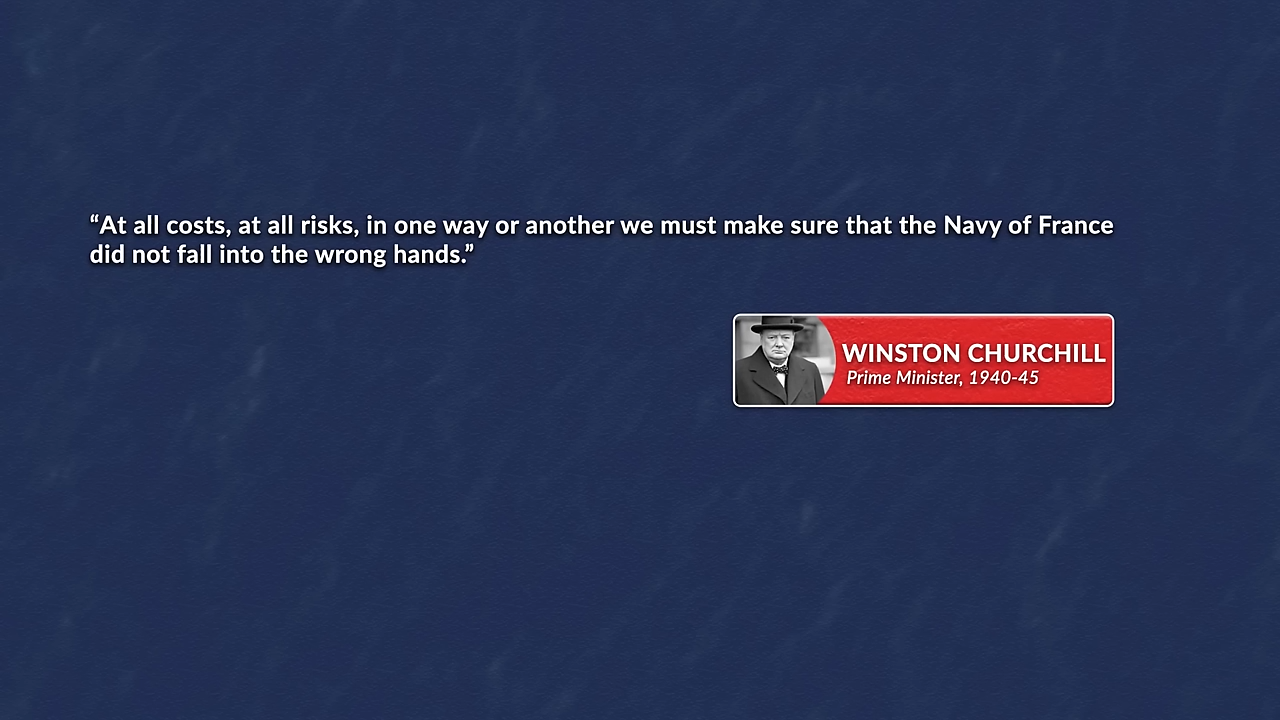 “At all costs, at all risks, in one way or another we must make sure that the Navy of France
did not fall into the wrong hands.”
WINSTON CHURCHILL
Prime Minister, 1940-45